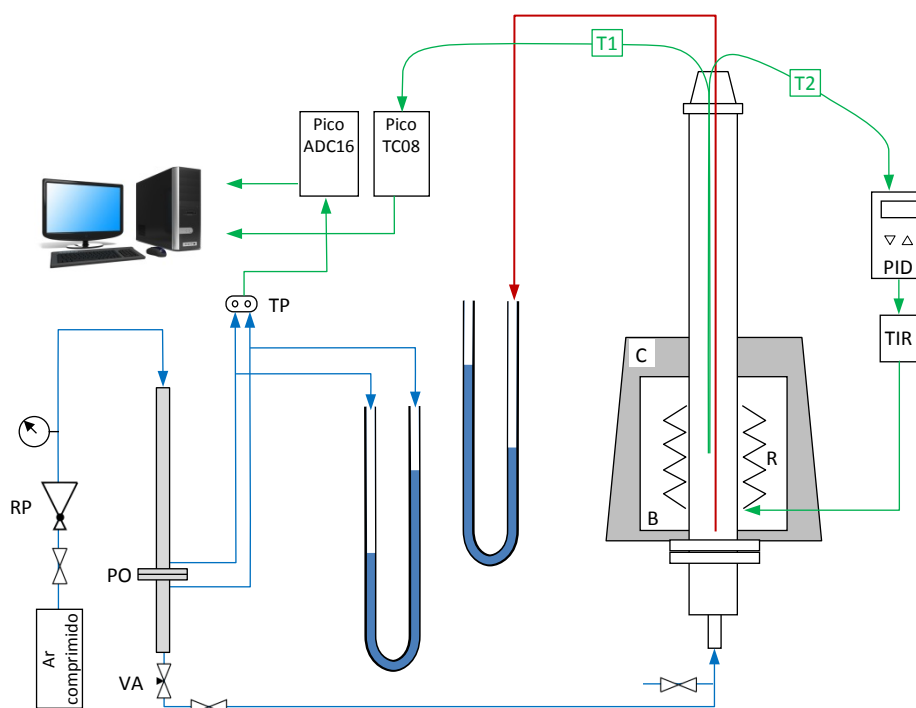 T1
T2
Pico
ADC16
Pico
TC08
PID
TP
TIR
C
R
RP
B
PO
Ar
comprimido
VA